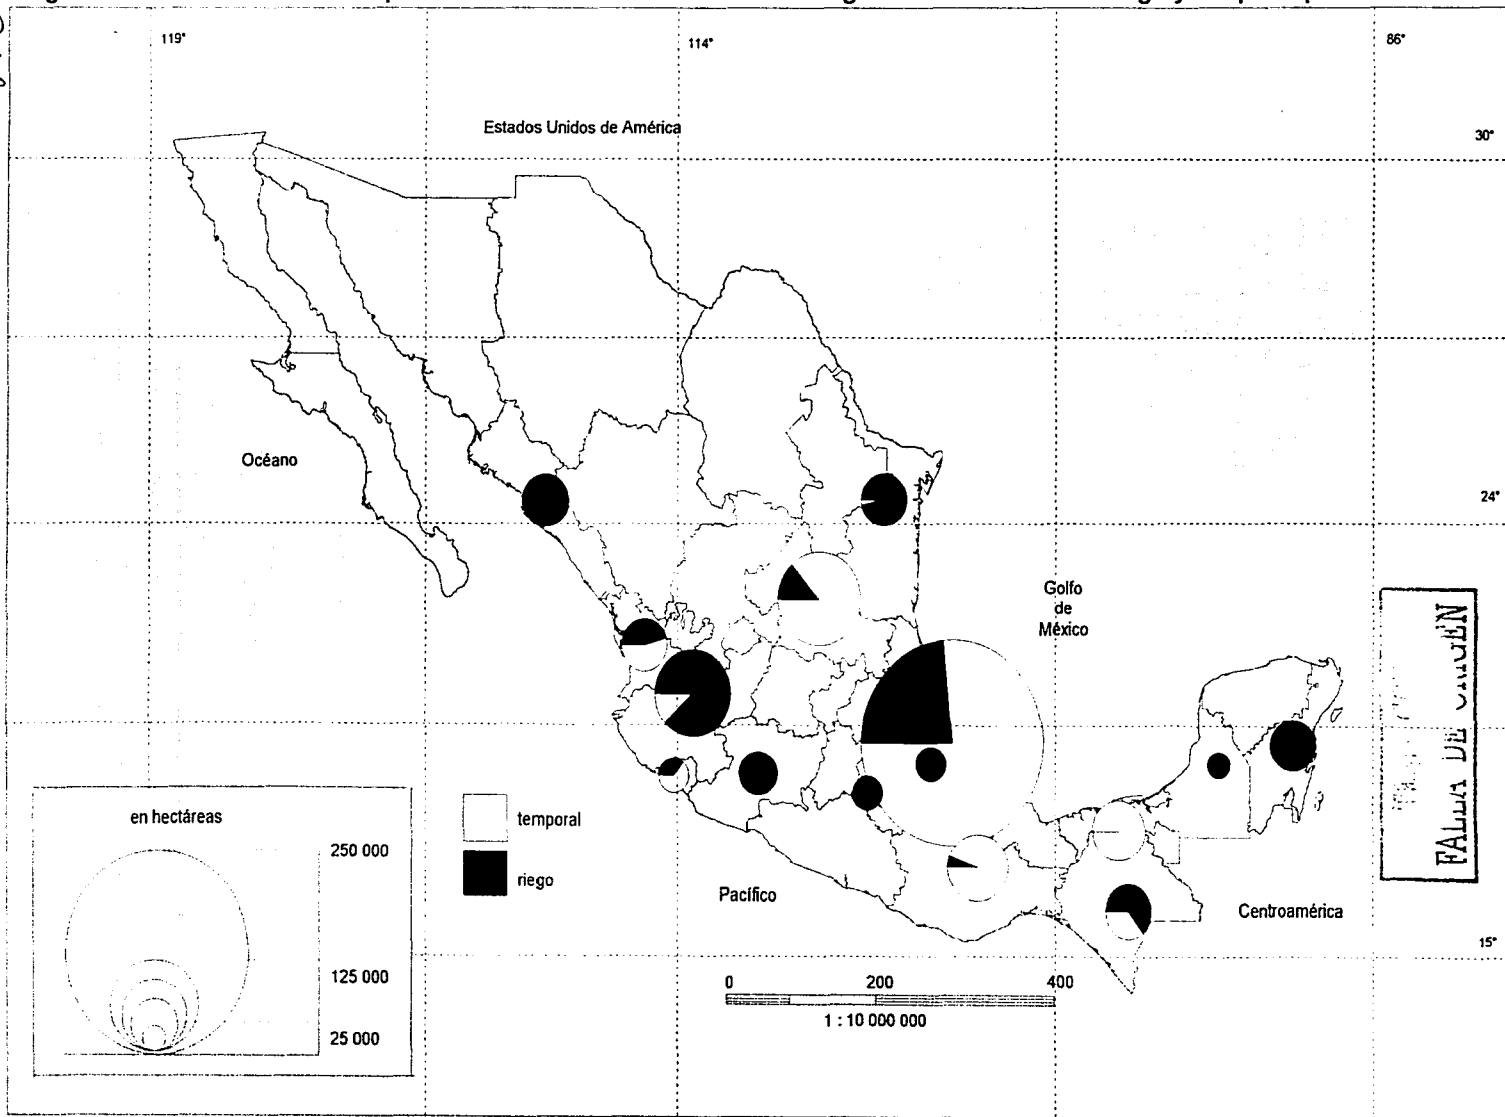 119°
114°
86°
Estados Unidos de América
30°
Océano
24°
Golfo
de
México
en hectáreas
250 000
125 000
25 000
temporal
riego
Pacífico
Centroamérica
15°
0 200 400
1 : 10 000 000
FALLA DE ORIGEN